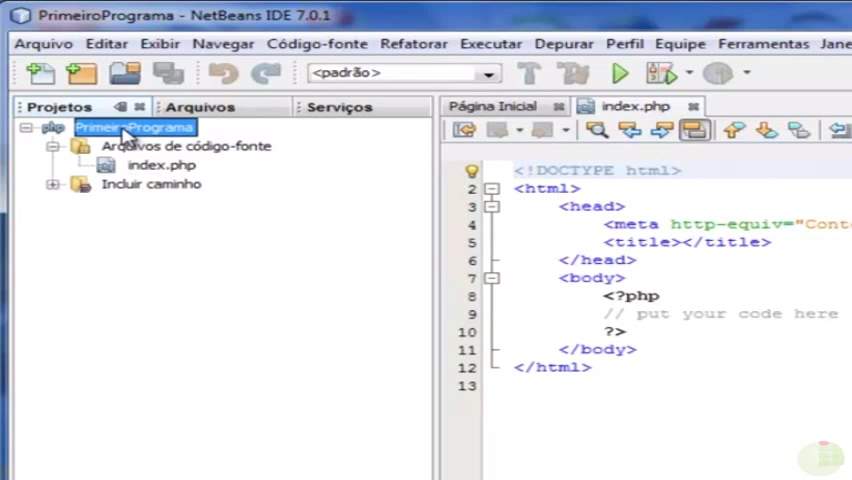 PrimeiroPrograma - NetBeans IDE 7.0.1
Arquivo Editar Exibir Navegar Código-fonte Refatorar Executar Depurar Perfil Equipe Ferramentas Jane
<padrão>
Projetos Arquivos Serviços
Página Inicial index.php
PrimeiroPrograma
Arquivos de código-fonte
index.php
Incluir caminho
<!DOCTYPE html>
2 <html>
3 <head>
4 <meta http-equiv="Cont
5 <title></title>
6 </head>
7 <body>
8 <?php
9 // put your code here
10 ?>
11 </body>
12 </html>
13